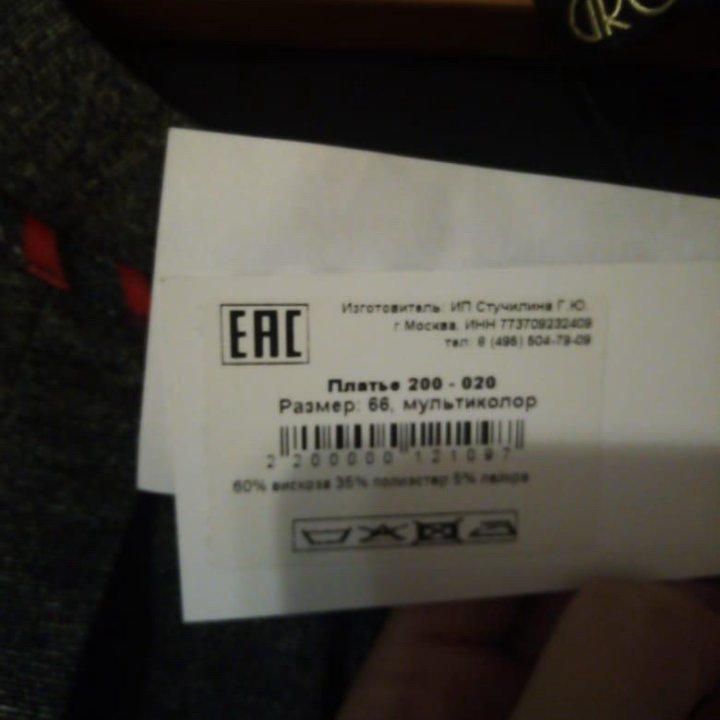 EAC
Изготовитель: ИП Стучилина Г.Ю.
г.Москва, ИНН 773709232409
тел: 8 (495) 504-79-09
Платье 200 - 020
Размер: 66, мультиколор
2 200000 121097
60% вискоза 35% полиэстер 5% лайкра